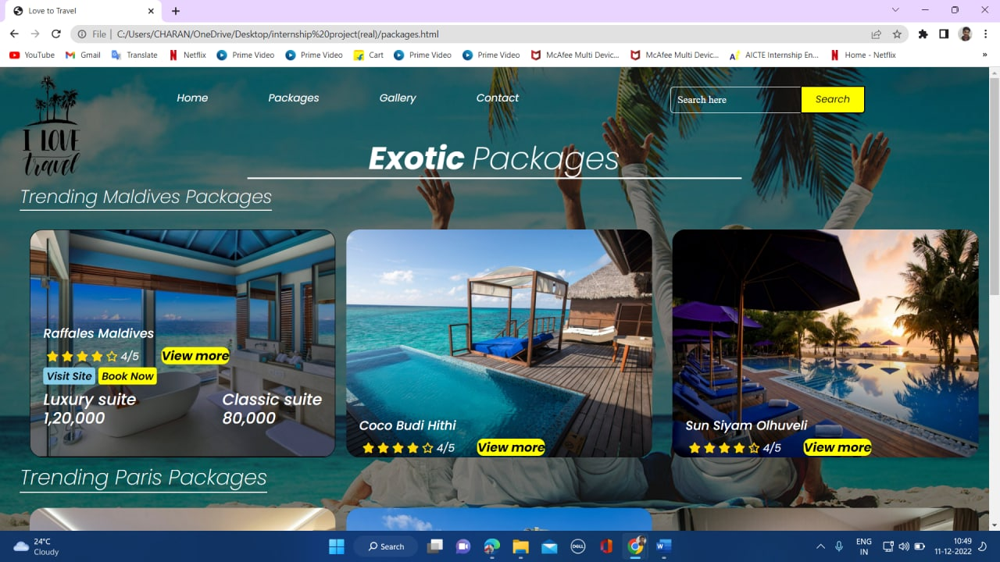 Love to Travel
File C:/Users/CHARAN/OneDrive/Desktop/internship%20project(real)/packages.html
YouTube Gmail Translate Netflix Prime Video Prime Video Cart Prime Video Prime Video McAfee Multi Devic... McAfee Multi Devic... AICTE Internship En... Home - Netflix »
I LOVE
travel
Home Packages Gallery Contact
Search here Search
Exotic Packages
Trending Maldives Packages
Raffales Maldives
4/5 View more
Visit Site Book Now
Luxury suite Classic suite
1,20,000 80,000
Coco Budi Hithi
4/5 View more
Sun Siyam Olhuveli
4/5 View more
Trending Paris Packages
24°C
Cloudy
Search
DELL
W
ENG
IN
10:49
11-12-2022